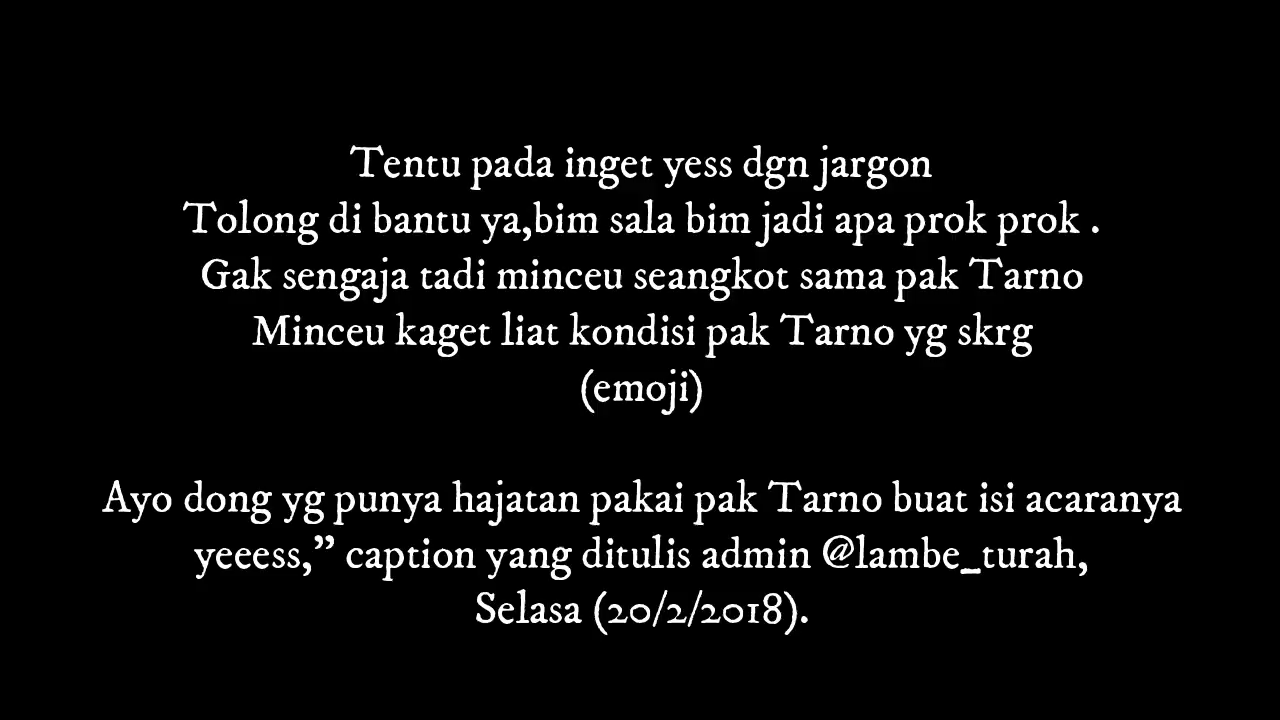 Tentu pada inget yess dgn jargon
Tolong di bantu ya,bim sala bim jadi apa prok prok .
Gak sengaja tadi minceu seangkot sama pak Tarno
Minceu kaget liat kondisi pak Tarno yg skrg
(emoji)
Ayo dong yg punya hajatan pakai pak Tarno buat isi acaranya
yeeess,” caption yang ditulis admin @lambe_turah,
Selasa (20/2/2018).